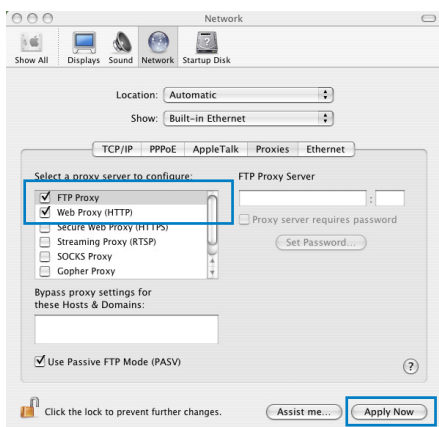 Network
Show All Displays Sound Network Startup Disk
Location: Automatic
Show: Built-in Ethernet
TCP/IP PPPoE AppleTalk Proxies Ethernet
Select a proxy server to configure: FTP Proxy Server
FTP Proxy
:
Web Proxy (HTTP)
Proxy server requires password
Secure Web Proxy (HTTPS)
Streaming Proxy (RTSP) Set Password...
SOCKS Proxy
Gopher Proxy
Bypass proxy settings for
these Hosts & Domains:
Use Passive FTP Mode (PASV) ?
Click the lock to prevent further changes. Assist me... Apply Now